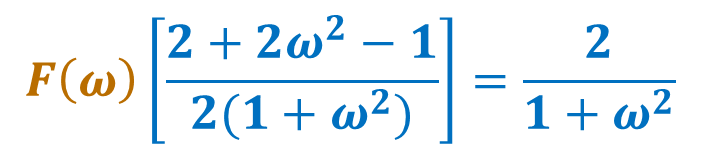 F(ω) [ (2 + 2ω² − 1) / (2(1 + ω²)) ] = 2 / (1 + ω²)